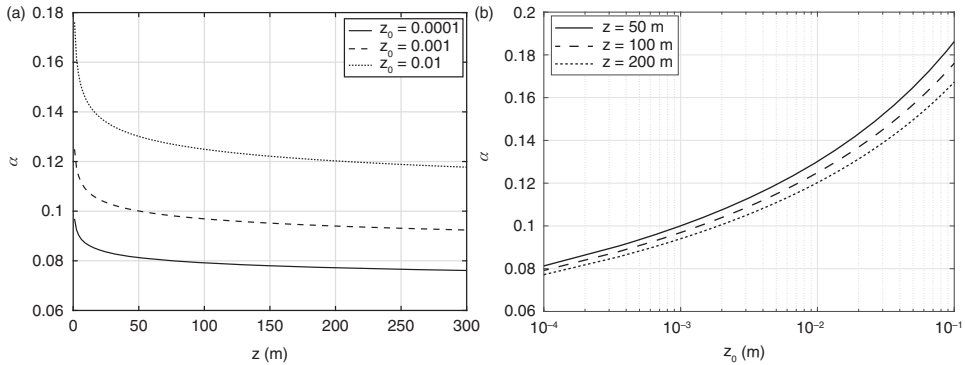 (a)
0.18
0.16
0.14
0.12
0.1
0.08
0.06
α
0
50
100
150
200
250
300
z (m)
z0 = 0.0001
z0 = 0.001
z0 = 0.01
(b)
0.2
0.18
0.16
0.14
0.12
0.1
0.08
0.06
α
10−4
10−3
10−2
10−1
z0 (m)
z = 50 m
z = 100 m
z = 200 m